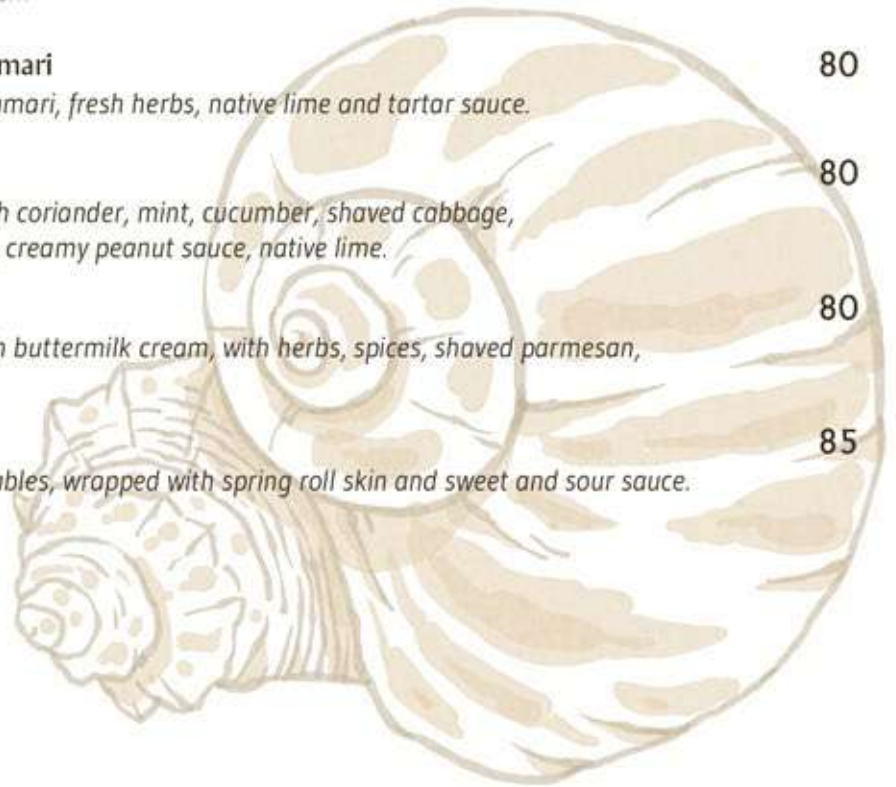 mari 80
mari, fresh herbs, native lime and tartar sauce.
80
h coriander, mint, cucumber, shaved cabbage,
creamy peanut sauce, native lime.
80
n buttermilk cream, with herbs, spices, shaved parmesan,
85
bles, wrapped with spring roll skin and sweet and sour sauce.